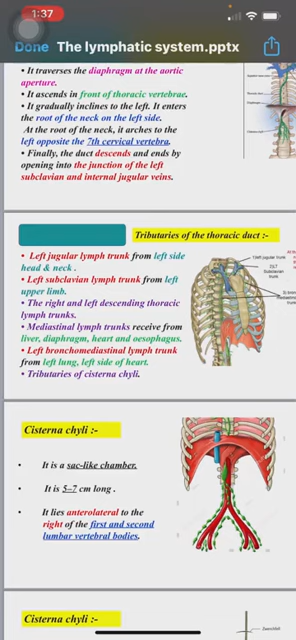 1:37
Done The lymphatic system.pptx
• It traverses the diaphragm at the aortic
aperture.
• It ascends in front of thoracic vertebrae.
• It gradually inclines to the left. It enters
the root of the neck on the left side.
At the root of the neck, it arches to the
left opposite the 7th cervical vertebra.
• Finally, the duct descends and ends by
opening into the junction of the left
subclavian and internal jugular veins.
Tributaries of the thoracic duct :-
• Left jugular lymph trunk from left side
head & neck .
• Left subclavian lymph trunk from left
upper limb.
• The right and left descending thoracic
lymph trunks.
• Mediastinal lymph trunks receive from
liver, diaphragm, heart and oesophagus.
• Left bronchomediastinal lymph trunk
from left lung, left side of heart.
• Tributaries of cisterna chyli.
jugular trunk
Subclavian
trunk
Cisterna chyli :-
• It is a sac-like chamber.
• It is 5–7 cm long .
• It lies anterolateral to the
right of the first and second
lumbar vertebral bodies.
Cisterna chyli :-